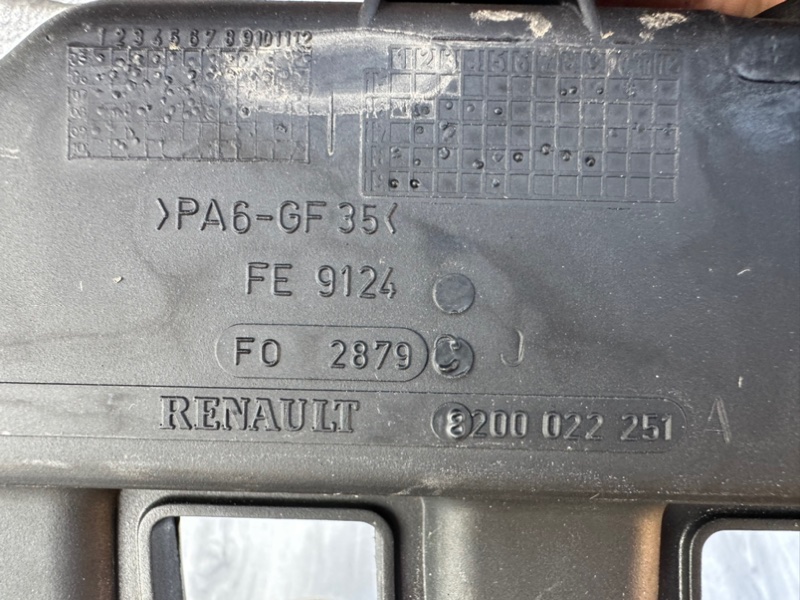 1 2 3 4 5 6 7 8 9 10 11 12
>PA6-GF 35<
FE 9124
FO 2879 J
RENAULT 8200 022 251 A